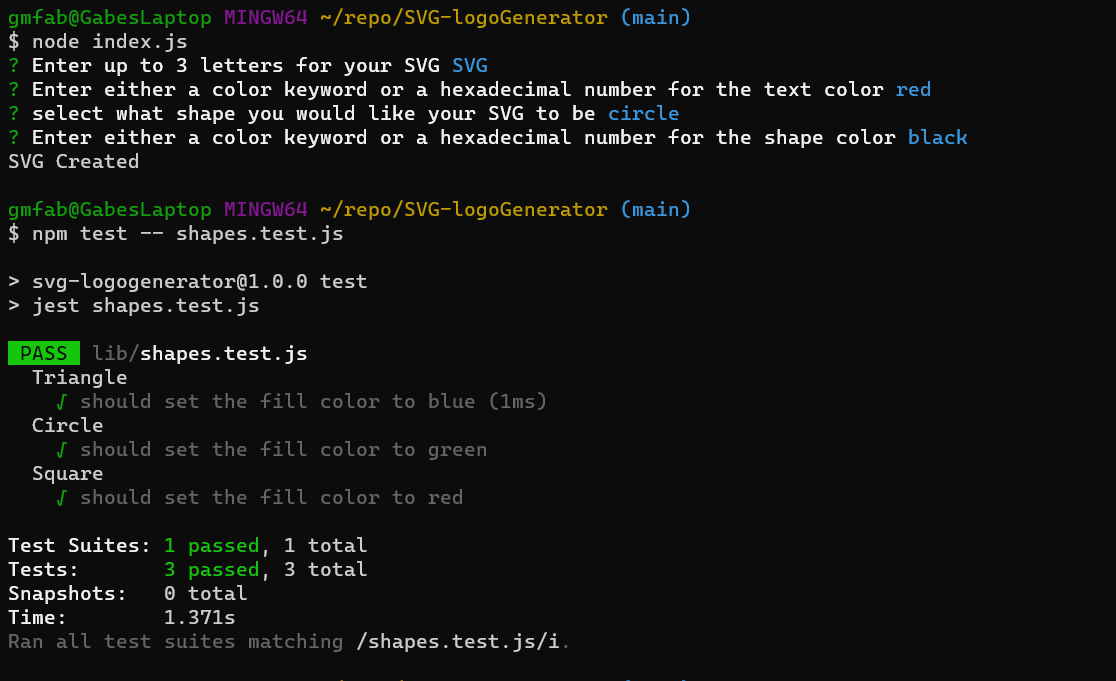 gmfab@GabesLaptop MINGW64 ~/repo/SVG-logoGenerator (main)
$ node index.js
? Enter up to 3 letters for your SVG SVG
? Enter either a color keyword or a hexadecimal number for the text color red
? select what shape you would like your SVG to be circle
? Enter either a color keyword or a hexadecimal number for the shape color black
SVG Created
gmfab@GabesLaptop MINGW64 ~/repo/SVG-logoGenerator (main)
$ npm test -- shapes.test.js
> svg-logogenerator@1.0.0 test
> jest shapes.test.js
PASS lib/shapes.test.js
Triangle
√ should set the fill color to blue (1ms)
Circle
√ should set the fill color to green
Square
√ should set the fill color to red
Test Suites: 1 passed, 1 total
Tests: 3 passed, 3 total
Snapshots: 0 total
Time: 1.371s
Ran all test suites matching /shapes.test.js/i.